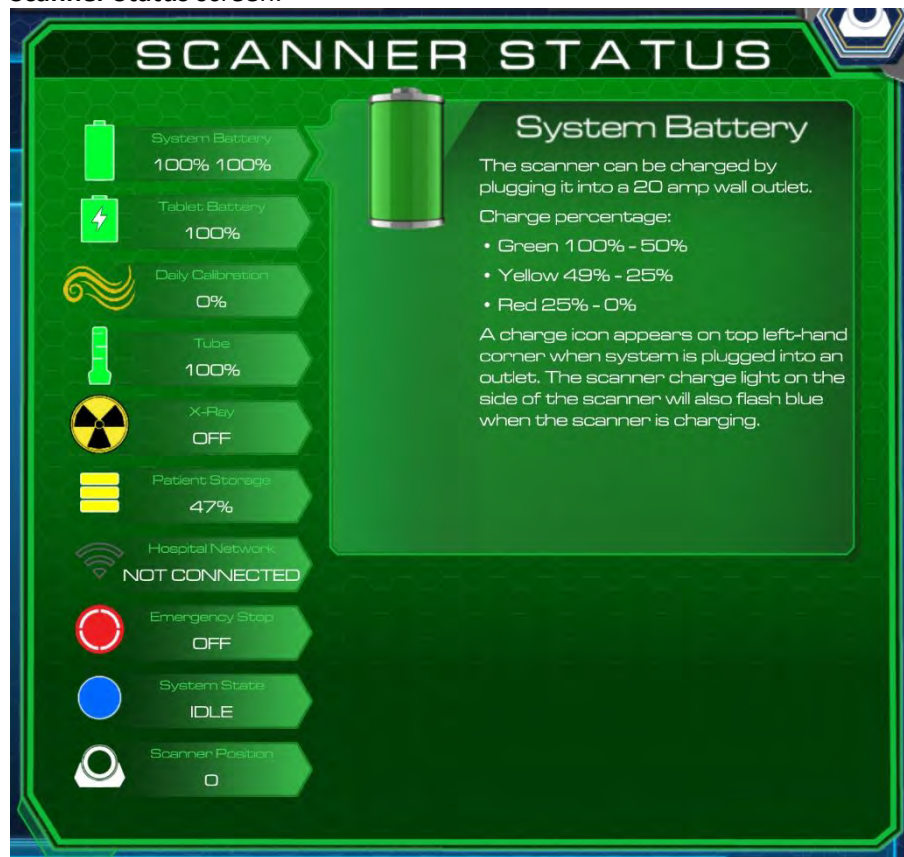 SCANNER STATUS
System Battery
100% 100%
Tablet Battery
100%
Daily Calibration
0%
Tube
100%
X-Ray
OFF
Patient Storage
47%
Hospital Network
NOT CONNECTED
Emergency Stop
OFF
System State
IDLE
Scanner Position
0
System Battery
The scanner can be charged by
plugging it into a 20 amp wall outlet.
Charge percentage:
• Green 100% - 50%
• Yellow 49% - 25%
• Red 25% - 0%
A charge icon appears on top left-hand
corner when system is plugged into an
outlet. The scanner charge light on the
side of the scanner will also flash blue
when the scanner is charging.